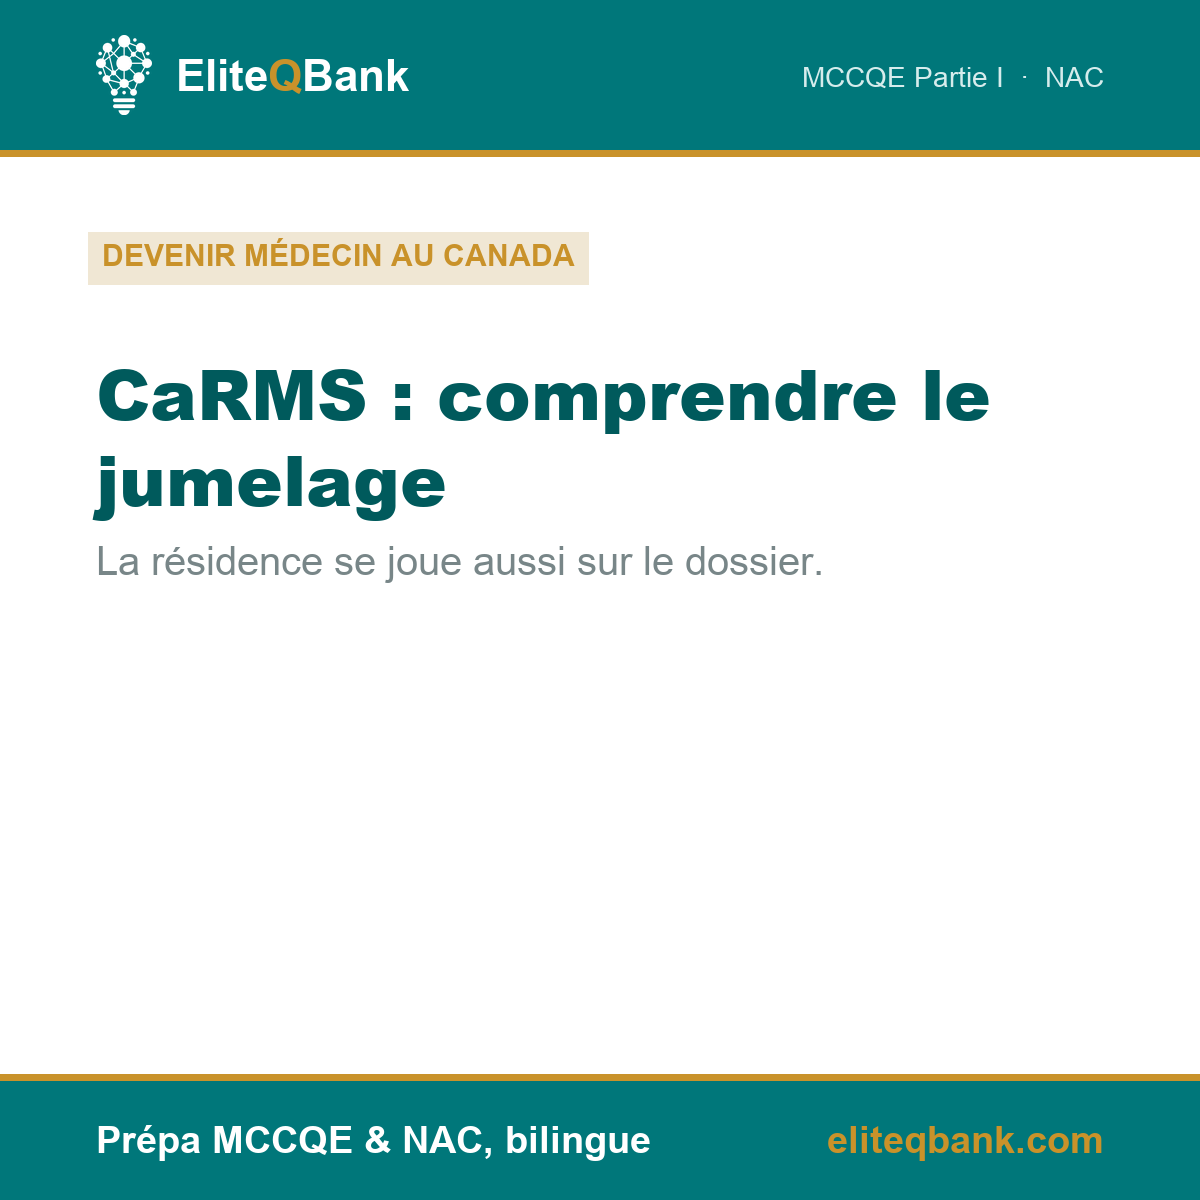 EliteQBank
MCCQE Partie I · NAC
DEVENIR MÉDECIN AU CANADA
CaRMS : comprendre le
jumelage
La résidence se joue aussi sur le dossier.
Prépa MCCQE & NAC, bilingue
eliteqbank.com